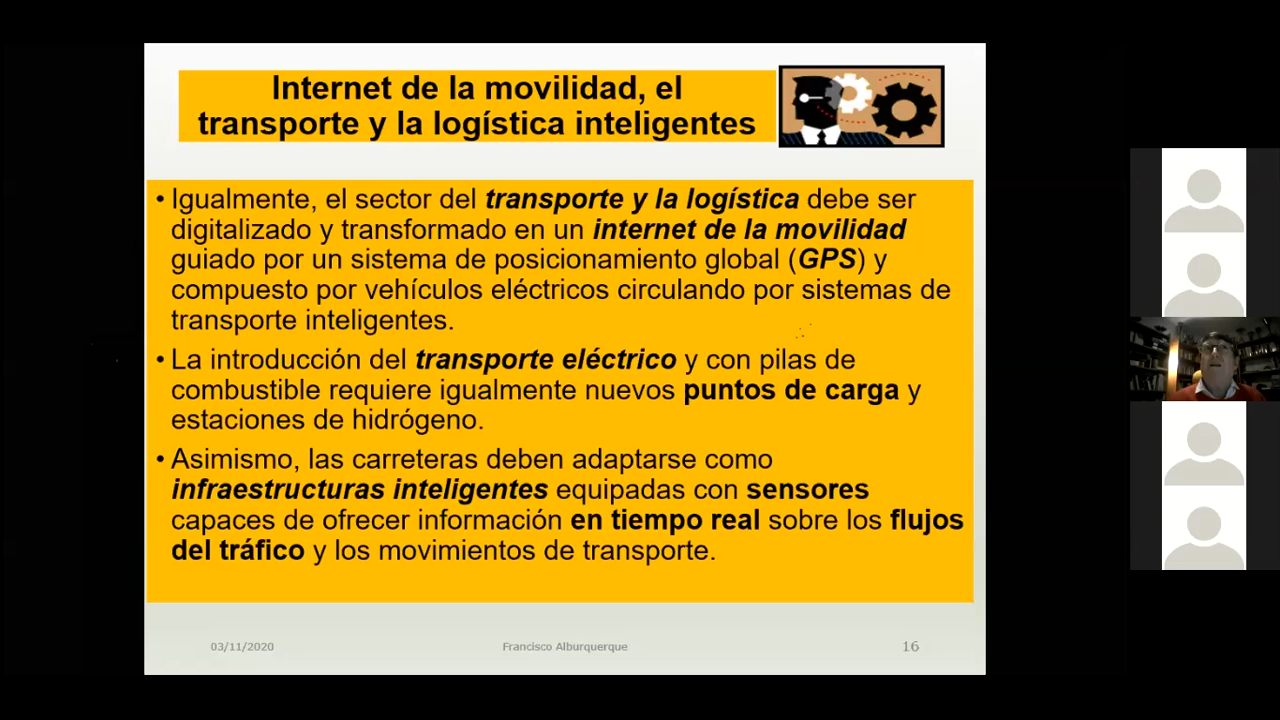 Internet de la movilidad, el
transporte y la logística inteligentes
• Igualmente, el sector del transporte y la logística debe ser
digitalizado y transformado en un internet de la movilidad
guiado por un sistema de posicionamiento global (GPS) y
compuesto por vehículos eléctricos circulando por sistemas de
transporte inteligentes.
• La introducción del transporte eléctrico y con pilas de
combustible requiere igualmente nuevos puntos de carga y
estaciones de hidrógeno.
• Asimismo, las carreteras deben adaptarse como
infraestructuras inteligentes equipadas con sensores
capaces de ofrecer información en tiempo real sobre los flujos
del tráfico y los movimientos de transporte.
03/11/2020
Francisco Alburquerque
16